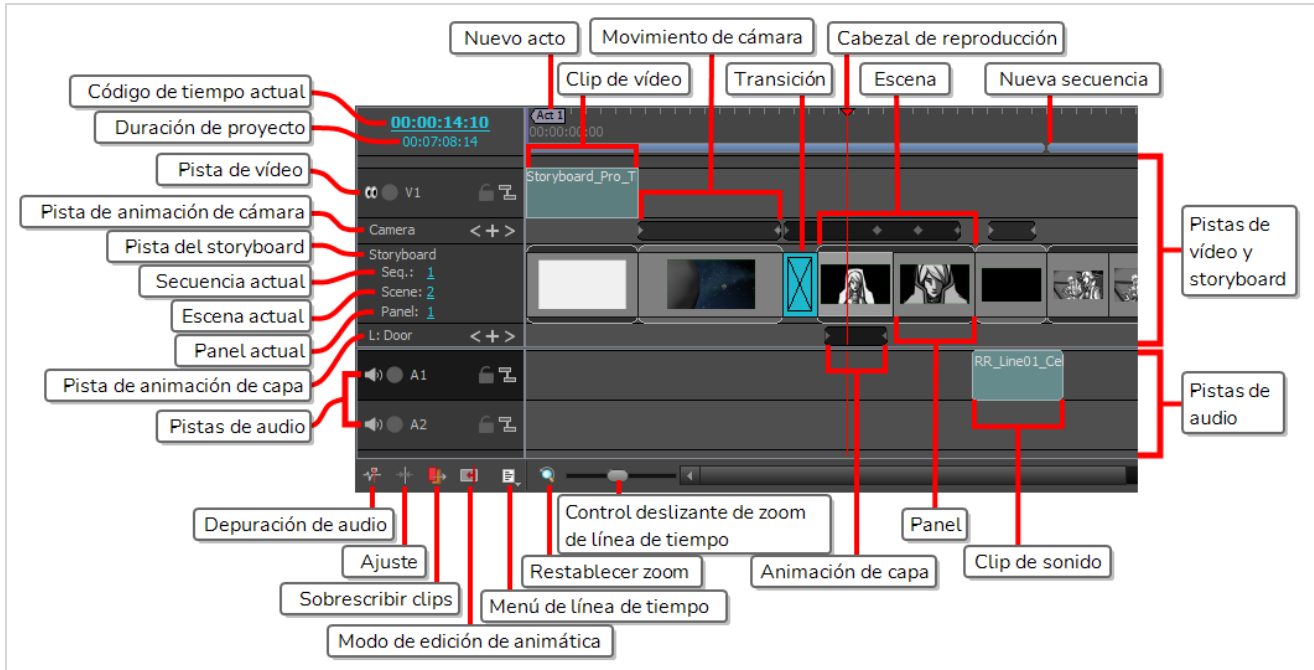 Nuevo acto
Movimiento de cámara
Cabezal de reproducción
Clip de vídeo
Transición
Escena
Nueva secuencia
Código de tiempo actual
Duración de proyecto
Pista de vídeo
Pista de animación de cámara
Pista del storyboard
Secuencia actual
Escena actual
Panel actual
Pista de animación de capa
Pistas de audio
00:00:14:10
00:07:08:14
Act 1
00:00:00:00
V1
Storyboard_Pro_T
Camera
Storyboard
Seq.: 1
Scene: 2
Panel: 1
L: Door
A1
RR_Line01_Cel
A2
Pistas de
vídeo y
storyboard
Pistas de
audio
Depuración de audio
Ajuste
Sobrescribir clips
Modo de edición de animática
Menú de línea de tiempo
Restablecer zoom
Control deslizante de zoom
de línea de tiempo
Animación de capa
Panel
Clip de sonido